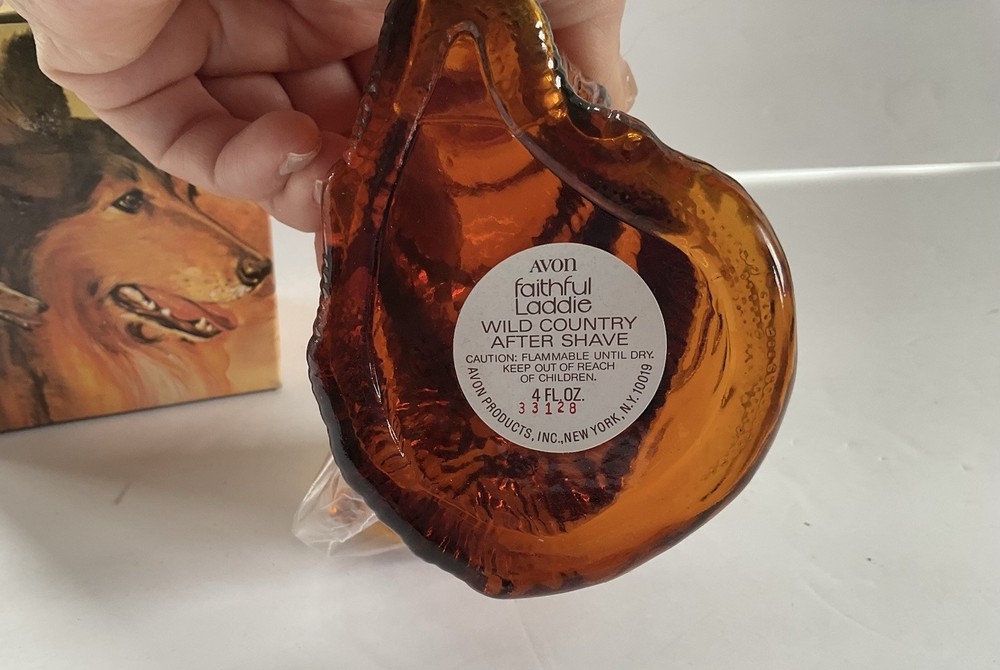 AVON
faithful
Laddie
WILD COUNTRY
AFTER SHAVE
CAUTION: FLAMMABLE UNTIL DRY.
KEEP OUT OF REACH
OF CHILDREN.
4 FL.OZ.
33128
AVON PRODUCTS, INC., NEW YORK, N.Y. 10019